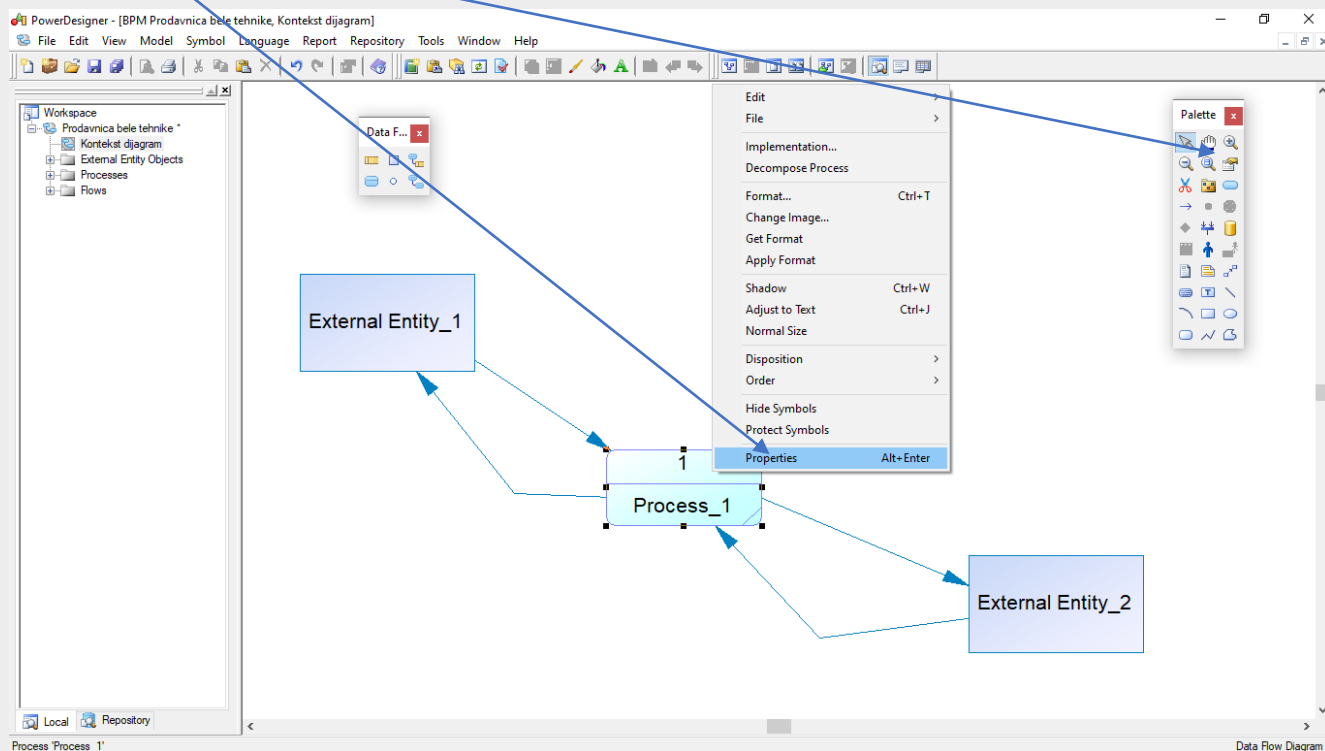 PowerDesigner - [BPM Prodavnica bele tehnike, Kontekst dijagram]
File Edit View Model Symbol Language Report Repository Tools Window Help
Workspace
Prodavnica bele tehnike *
Kontekst dijagram
External Entity Objects
Processes
Flows
Data F...
Palette
Edit
File
Implementation...
Decompose Process
Format... Ctrl+T
Change Image...
Get Format
Apply Format
Shadow Ctrl+W
Adjust to Text Ctrl+J
Normal Size
Disposition
Order
Hide Symbols
Protect Symbols
Properties Alt+Enter
External Entity_1
1
Process_1
External Entity_2
Local Repository
Process 'Process_1' Data Flow Diagram